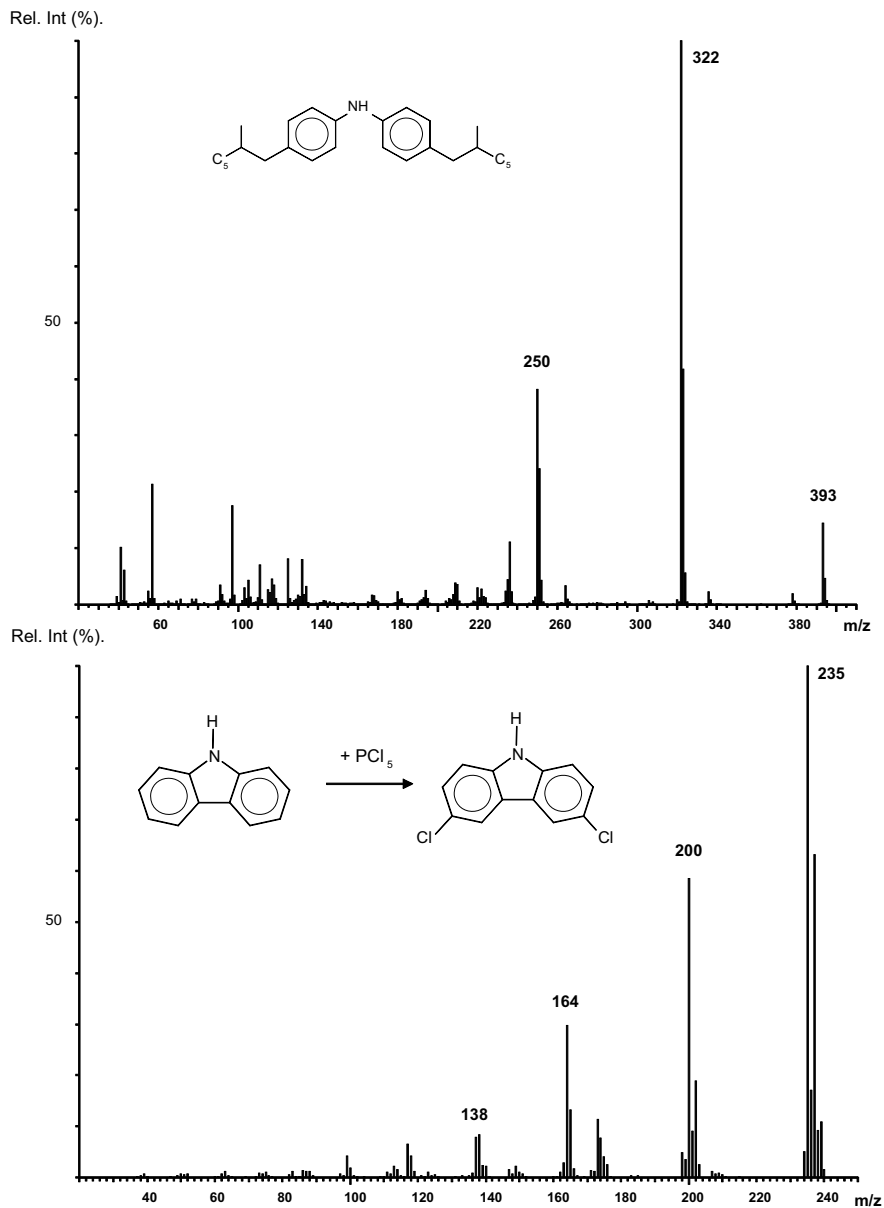 Rel. Int (%).
322
NH
C5
C5
50
250
393
60 100 140 180 220 260 300 340 380 m/z
Rel. Int (%).
235
H
N
+ PCl5
H
N
Cl
Cl
200
50
164
138
40 60 80 100 120 140 160 180 200 220 240 m/z